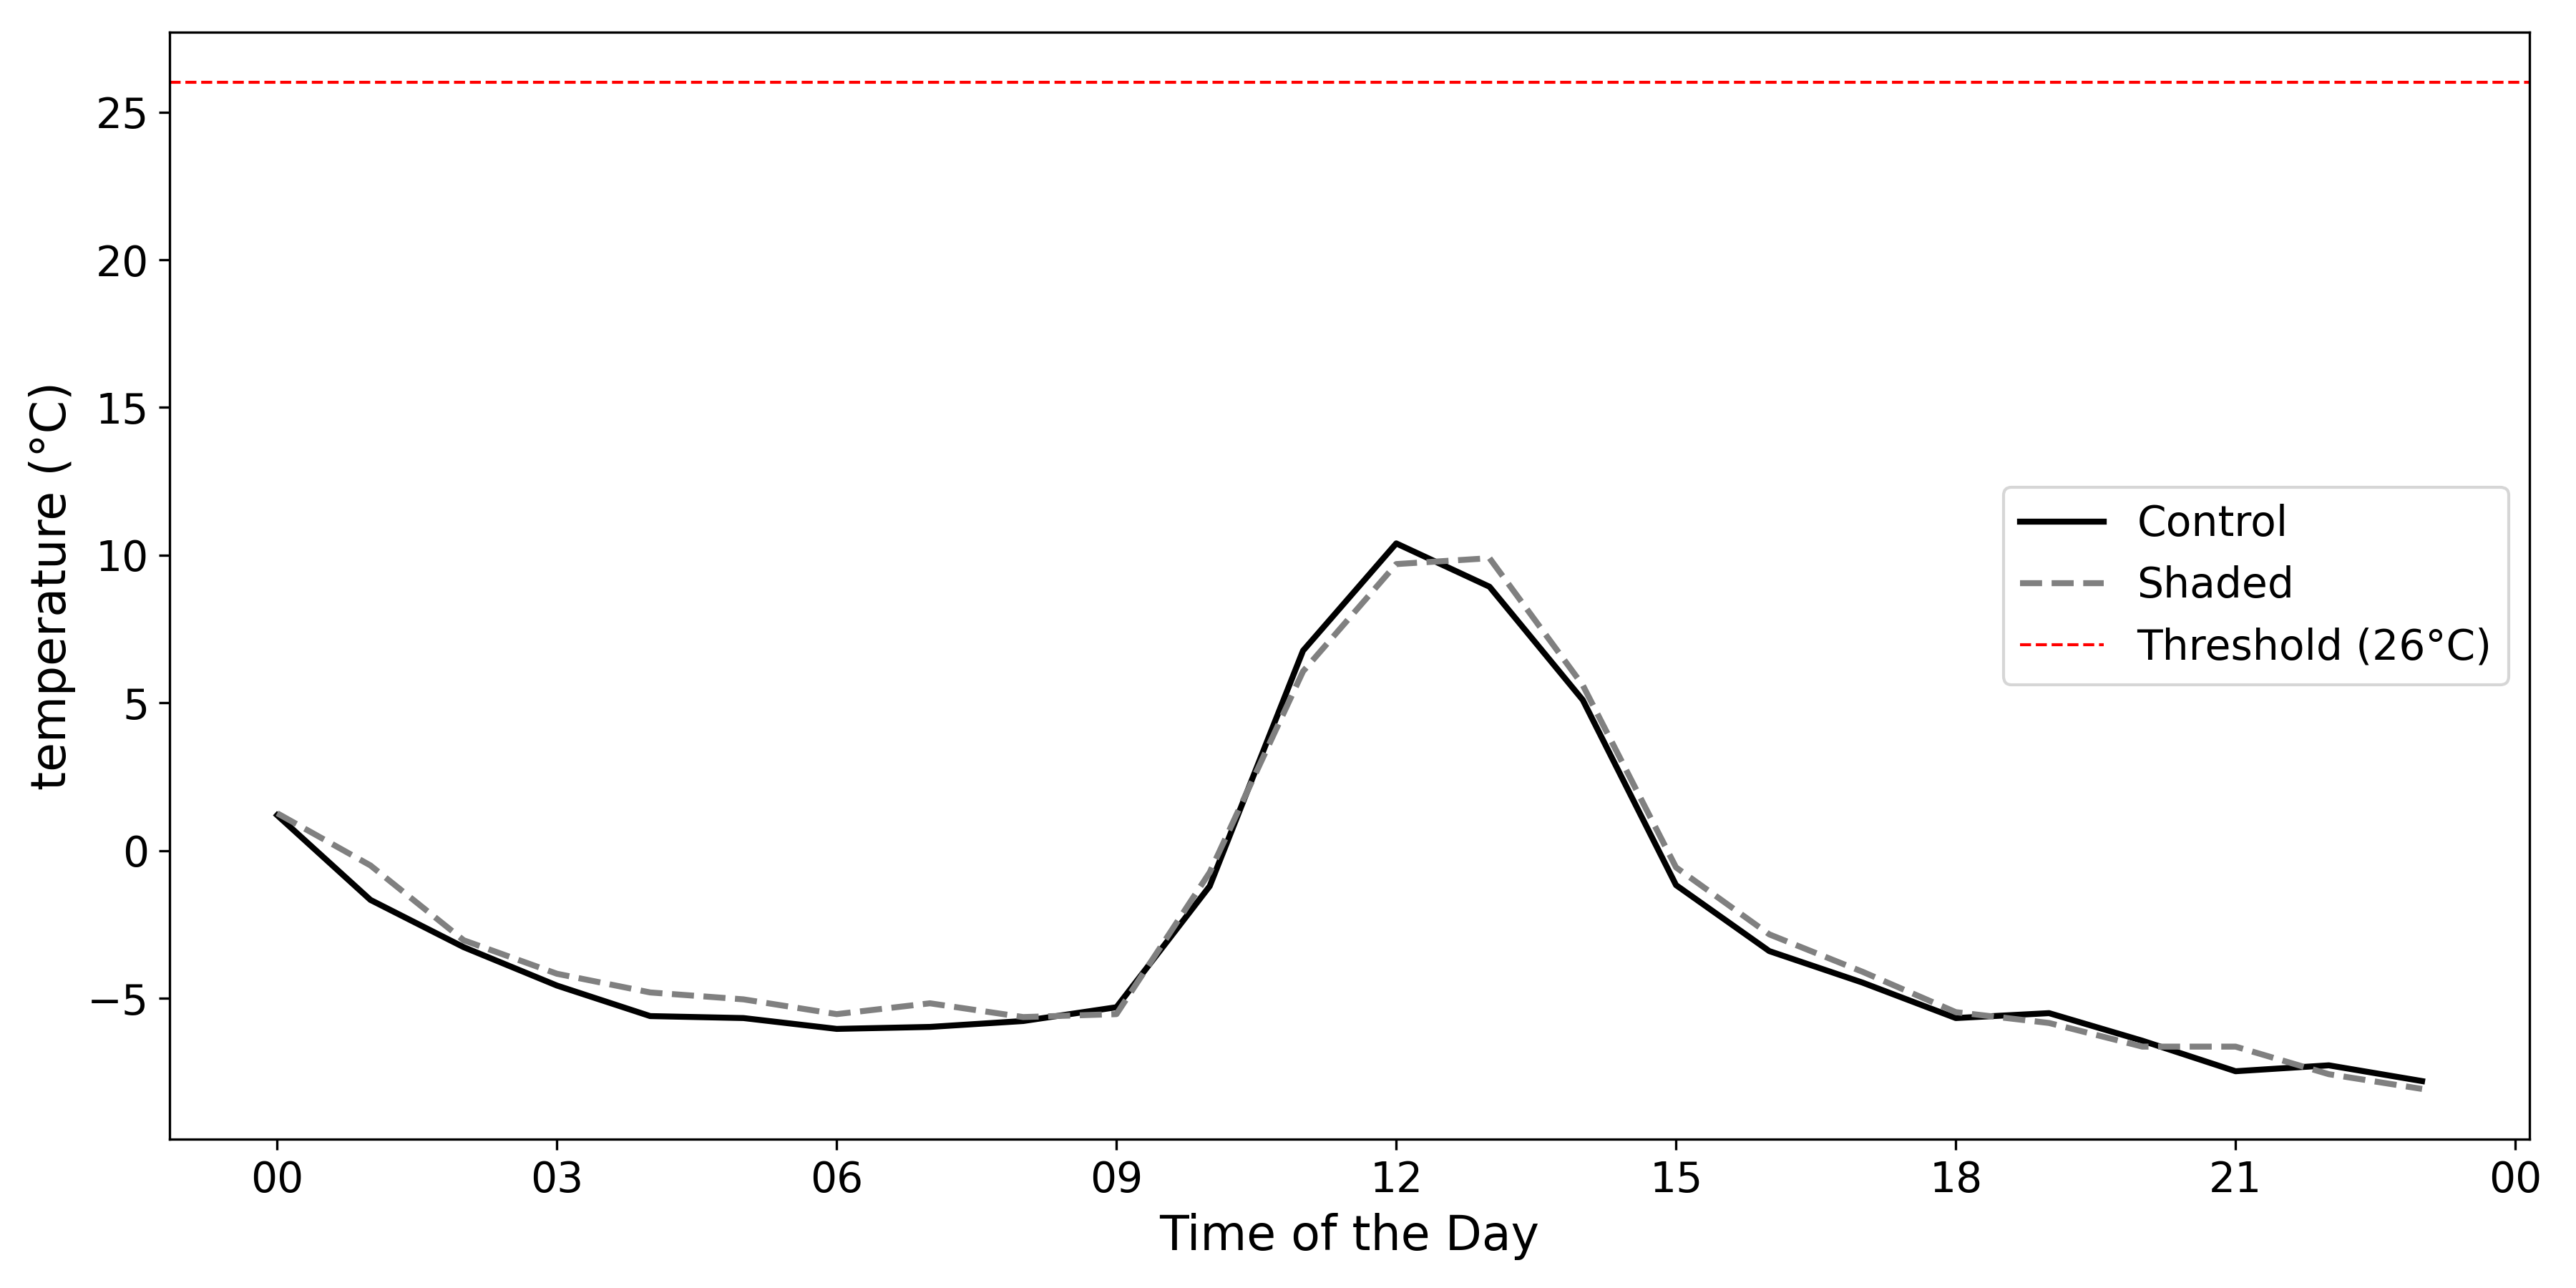 temperature (°C)
25
20
15
10
5
0
−5
Control
Shaded
Threshold (26°C)
00 03 06 09 12 15 18 21 00
Time of the Day